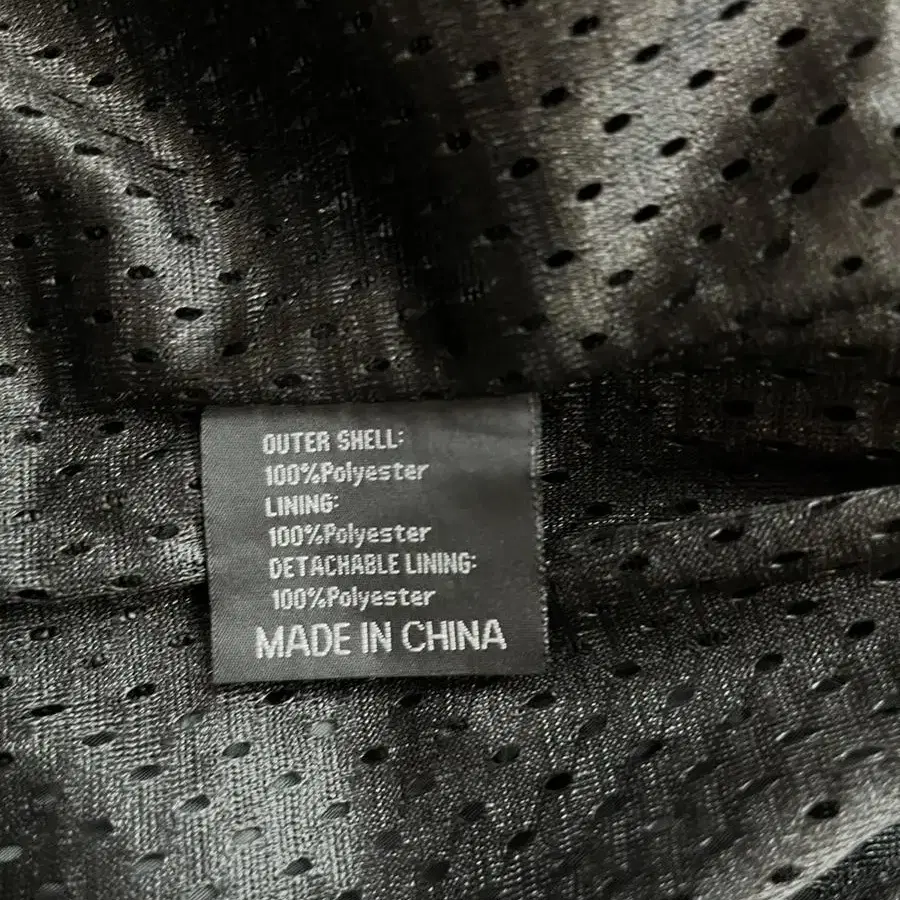 OUTER SHELL:
100%Polyester
LINING:
100%Polyester
DETACHABLE LINING:
100%Polyester
MADE IN CHINA